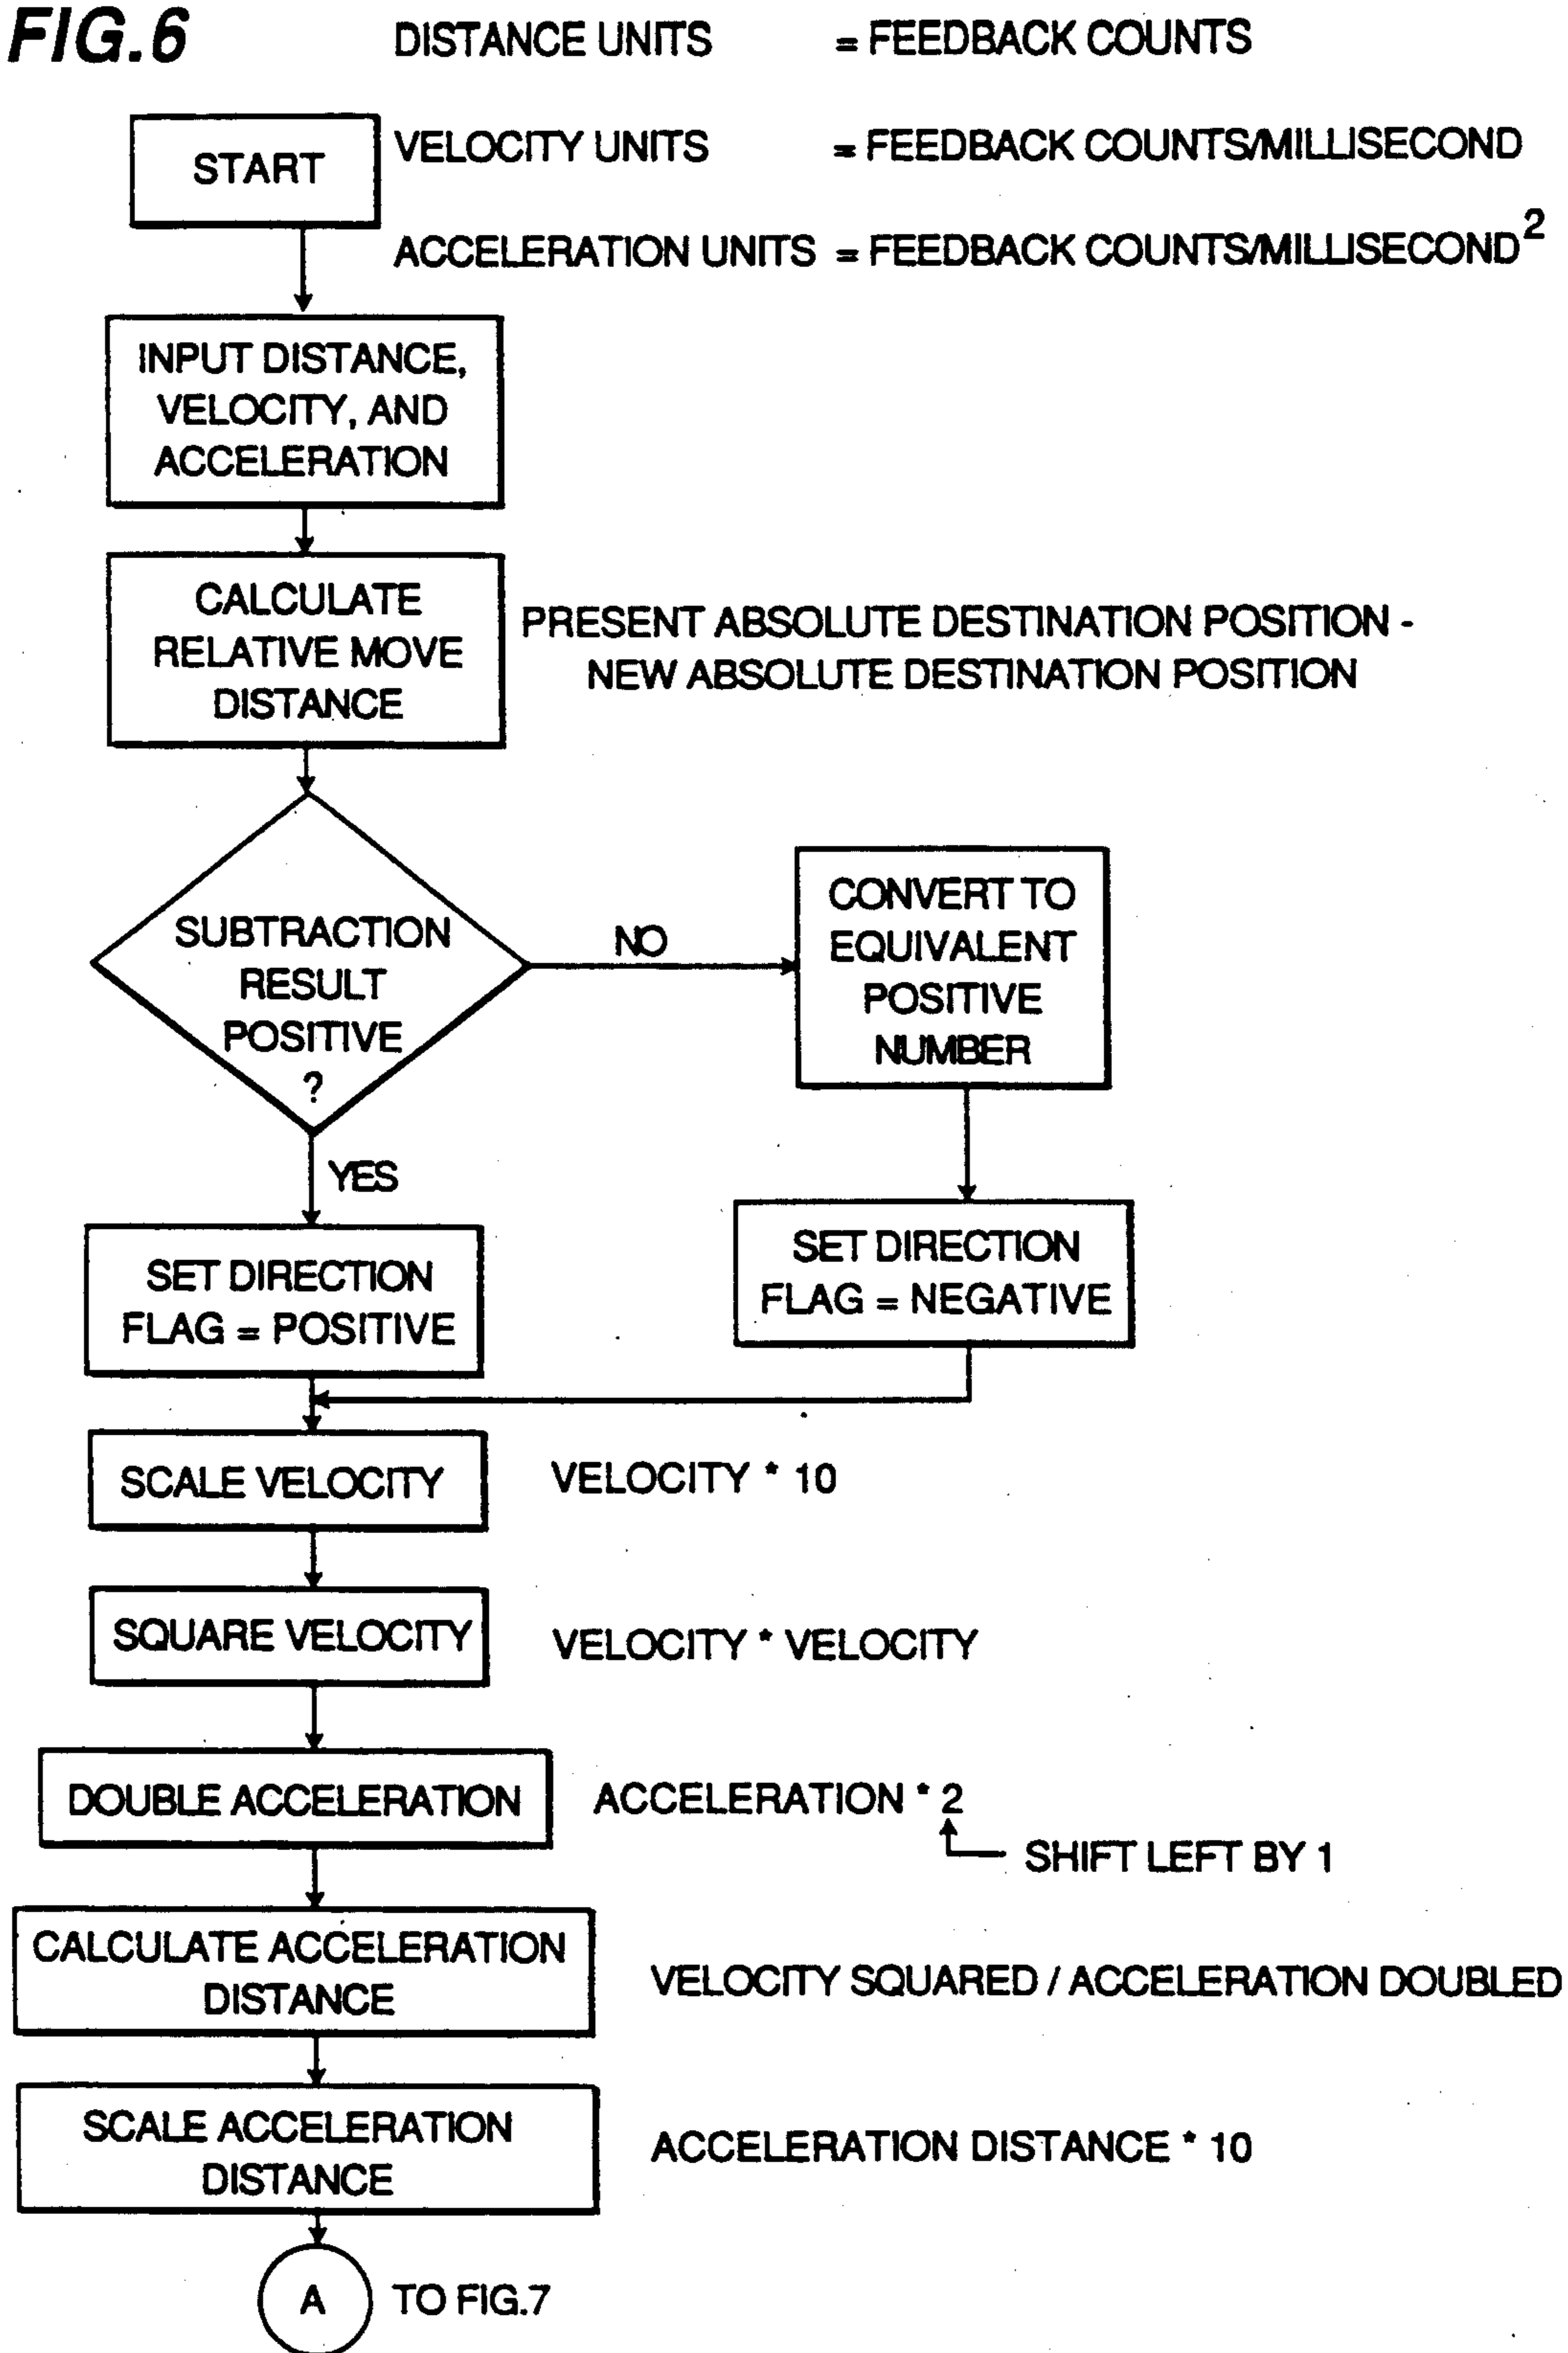 FIG.6
DISTANCE UNITS = FEEDBACK COUNTS
START
VELOCITY UNITS = FEEDBACK COUNTS/MILLISECOND
ACCELERATION UNITS = FEEDBACK COUNTS/MILLISECOND2
INPUT DISTANCE,
VELOCITY, AND
ACCELERATION
CALCULATE
RELATIVE MOVE
DISTANCE
PRESENT ABSOLUTE DESTINATION POSITION -
NEW ABSOLUTE DESTINATION POSITION
SUBTRACTION
RESULT
POSITIVE
?
NO
CONVERT TO
EQUIVALENT
POSITIVE
NUMBER
YES
SET DIRECTION
FLAG = POSITIVE
SET DIRECTION
FLAG = NEGATIVE
SCALE VELOCITY
VELOCITY * 10
SQUARE VELOCITY
VELOCITY * VELOCITY
DOUBLE ACCELERATION
ACCELERATION * 2
SHIFT LEFT BY 1
CALCULATE ACCELERATION
DISTANCE
VELOCITY SQUARED / ACCELERATION DOUBLED
SCALE ACCELERATION
DISTANCE
ACCELERATION DISTANCE * 10
A
TO FIG.7